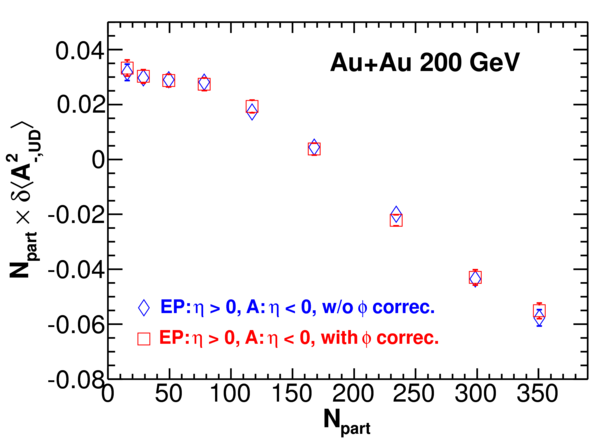 0.04
0.02
0
-0.02
-0.04
-0.06
-0.08
N_part × δ⟨A²_-,UD⟩
Au+Au 200 GeV
EP: η > 0, A: η < 0, w/o ϕ correc.
EP: η > 0, A: η < 0, with ϕ correc.
0 50 100 150 200 250 300 350
N_part